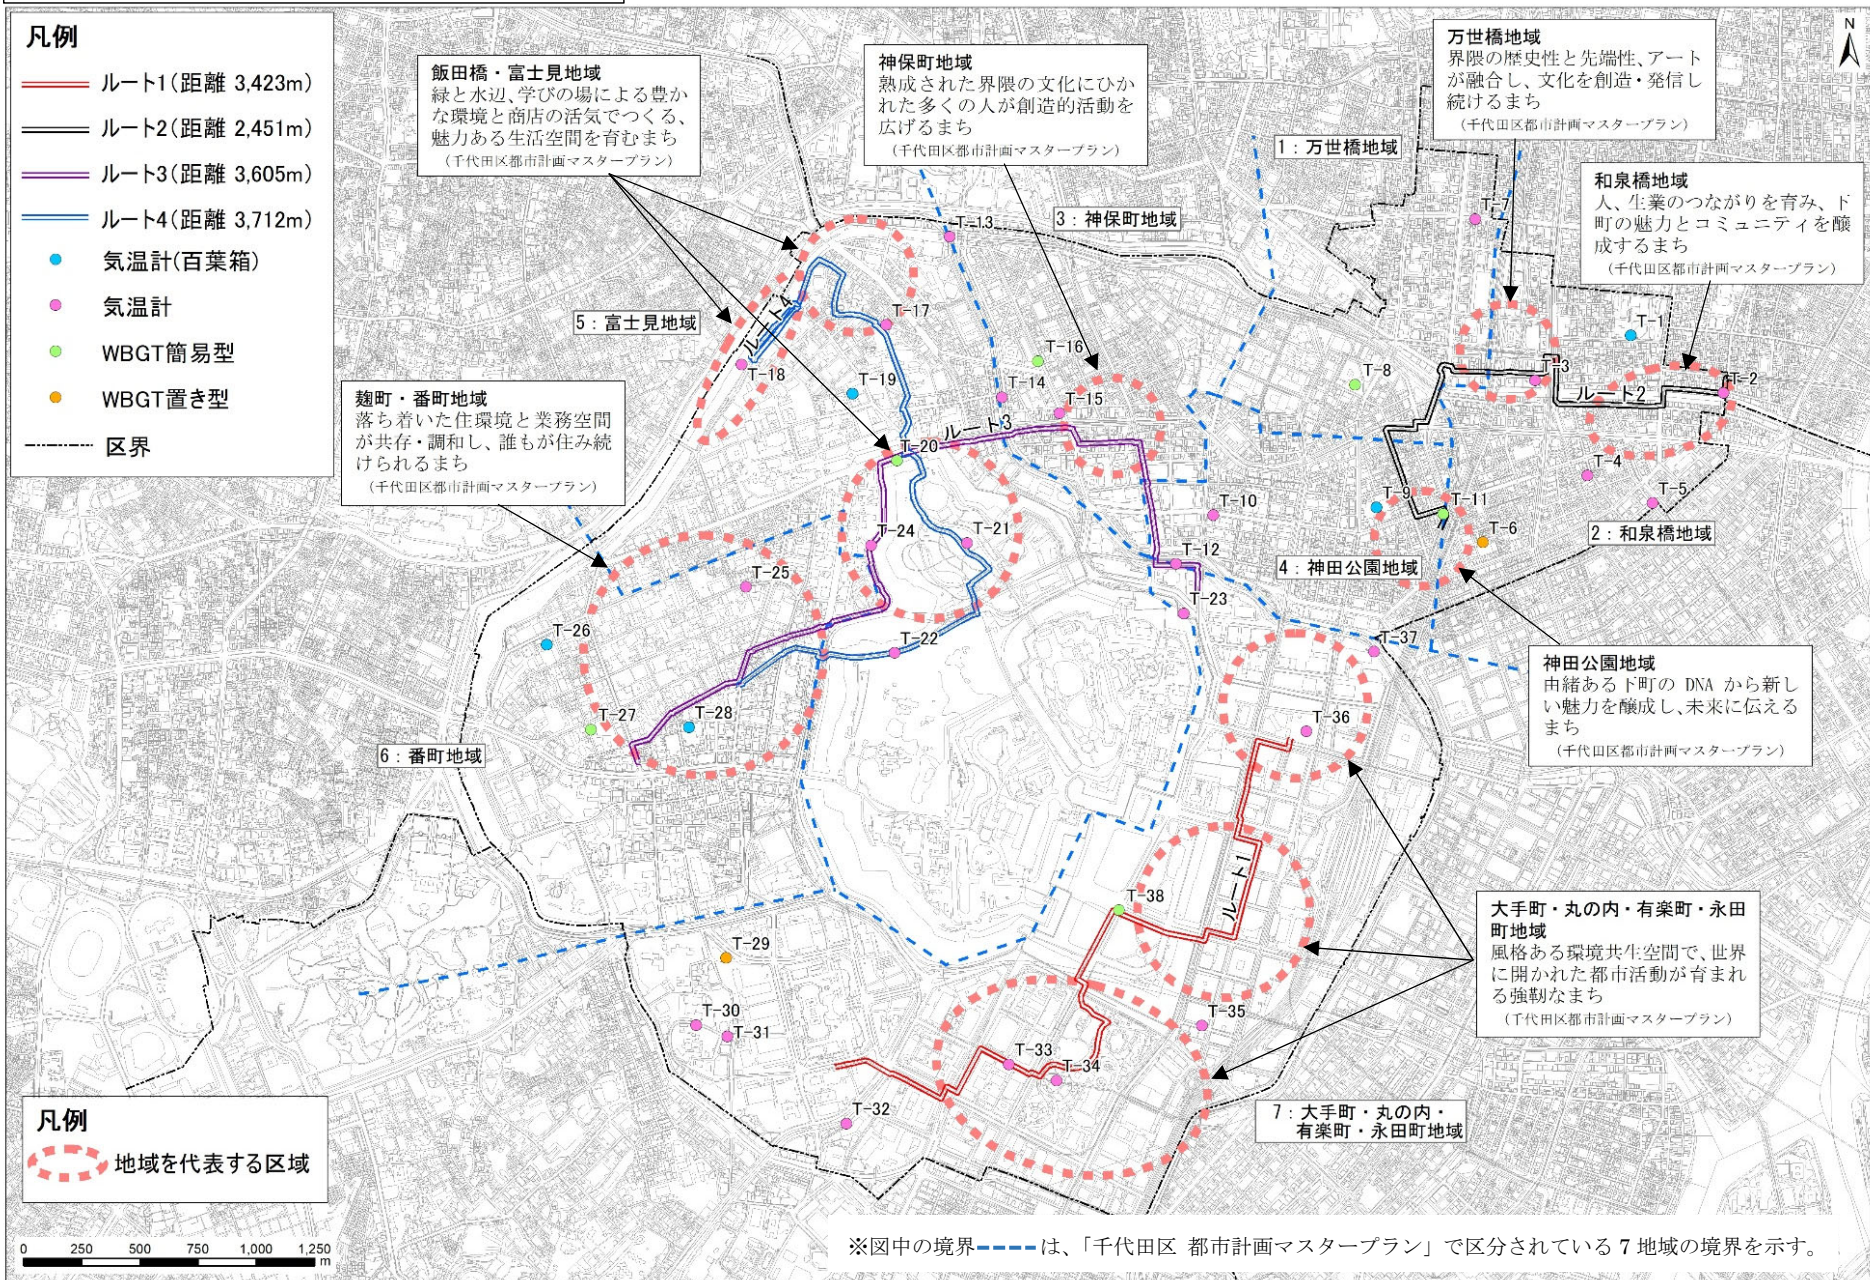 凡例
ルート1(距離 3,423m)
ルート2(距離 2,451m)
ルート3(距離 3,605m)
ルート4(距離 3,712m)
気温計(百葉箱)
気温計
WBGT簡易型
WBGT置き型
区界
飯田橋・富士見地域
緑と水辺、学びの場による豊か
な環境と商店の活気でつくる、
魅力ある生活空間を育むまち
(千代田区都市計画マスタープラン)
神保町地域
熟成された界隈の文化にひか
れた多くの人が創造的活動を
広げるまち
(千代田区都市計画マスタープラン)
万世橋地域
界隈の歴史性と先端性、アート
が融合し、文化を創造・発信し
続けるまち
(千代田区都市計画マスタープラン)
和泉橋地域
人、生業のつながりを育み、下
町の魅力とコミュニティを醸
成するまち
(千代田区都市計画マスタープラン)
N
1：万世橋地域
3：神保町地域
5：富士見地域
麹町・番町地域
落ち着いた住環境と業務空間
が共存・調和し、誰もが住み続
けられるまち
(千代田区都市計画マスタープラン)
T-7
T-13
T-17
T-1
ルート4
T-18
T-16
T-19
T-14
T-15
T-8
T-3
ルート2
T-2
ルート3
T-20
T-4
T-9
T-11
T-5
T-10
T-6
2：和泉橋地域
T-24
T-21
T-12
4：神田公園地域
T-25
T-23
T-26
T-22
T-37
神田公園地域
由緒ある下町の DNA から新し
い魅力を醸成し、未来に伝える
まち
(千代田区都市計画マスタープラン)
T-27
T-28
T-36
6：番町地域
ルート1
T-38
大手町・丸の内・有楽町・永田
町地域
風格ある環境共生空間で、世界
に開かれた都市活動が育まれ
る強靭なまち
(千代田区都市計画マスタープラン)
T-29
T-30
T-31
T-35
T-33
T-34
T-32
7：大手町・丸の内・
有楽町・永田町地域
凡例
地域を代表する区域
0 250 500 750 1,000 1,250
m
※図中の境界----は、「千代田区 都市計画マスタープラン」で区分されている 7 地域の境界を示す。